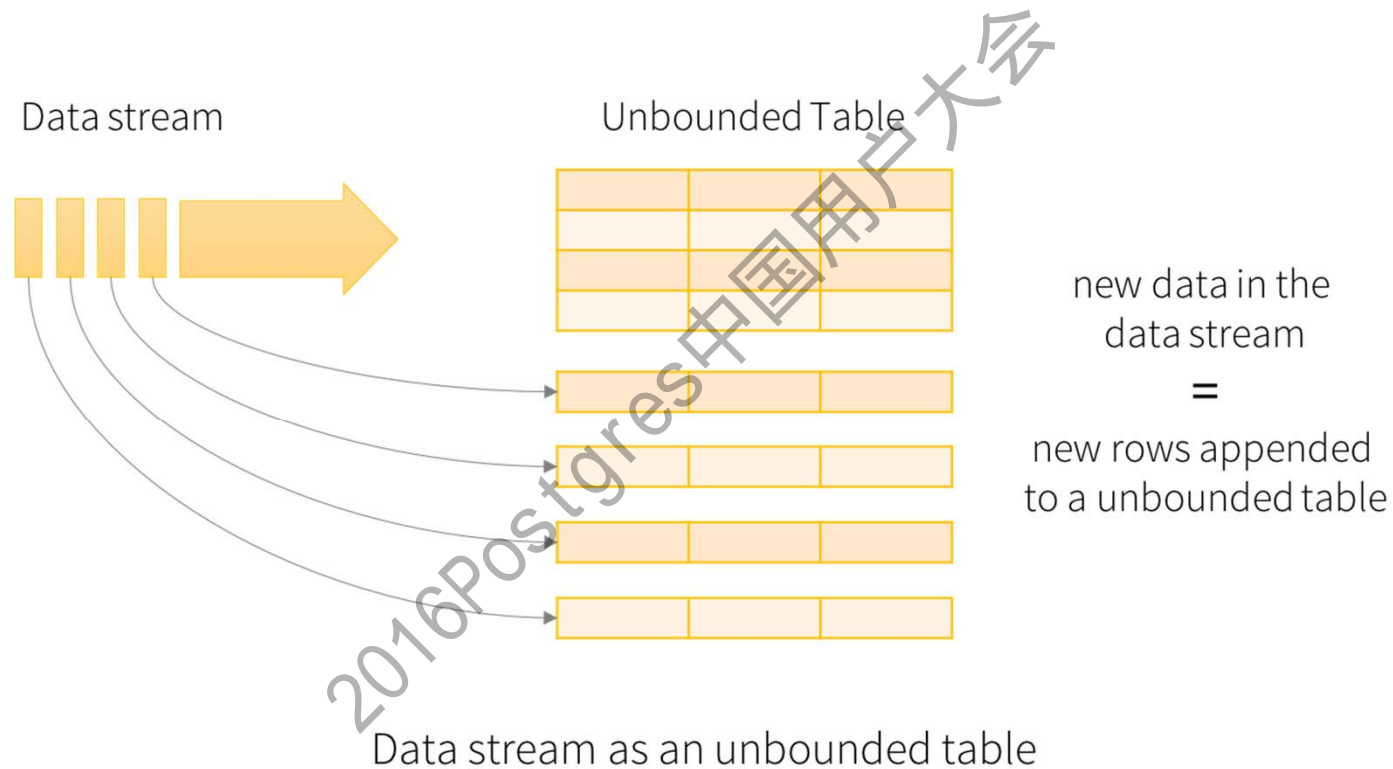 Data stream
Unbounded Table
new data in the
data stream
=
new rows appended
to a unbounded table
Data stream as an unbounded table
2016Postgres中国用户大会